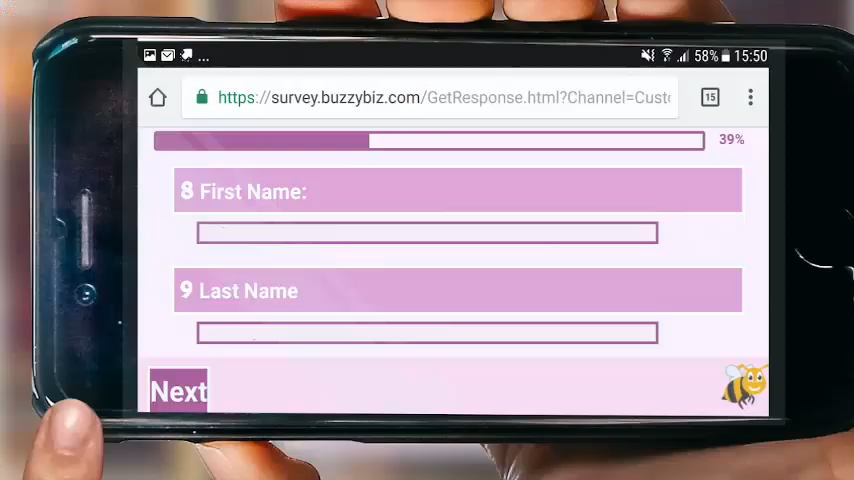 ... 58% 15:50
https://survey.buzzybiz.com/GetResponse.html?Channel=Custo
15
39%
8 First Name:
9 Last Name
Next